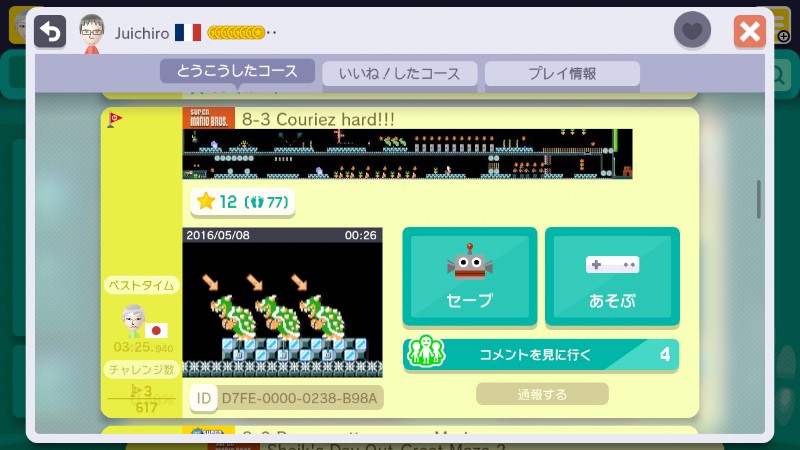 Juichiro
とうこうしたコース
いいね!したコース
プレイ情報
SUPER
MARIO BROS.
8-3 Couriez hard!!!
12 (77)
2016/05/08
00:26
セーブ
あそぶ
ベストタイム
03:25.940
チャレンジ数
3
617
コメントを見に行く
4
ID
D7FE-0000-0238-B98A
通報する